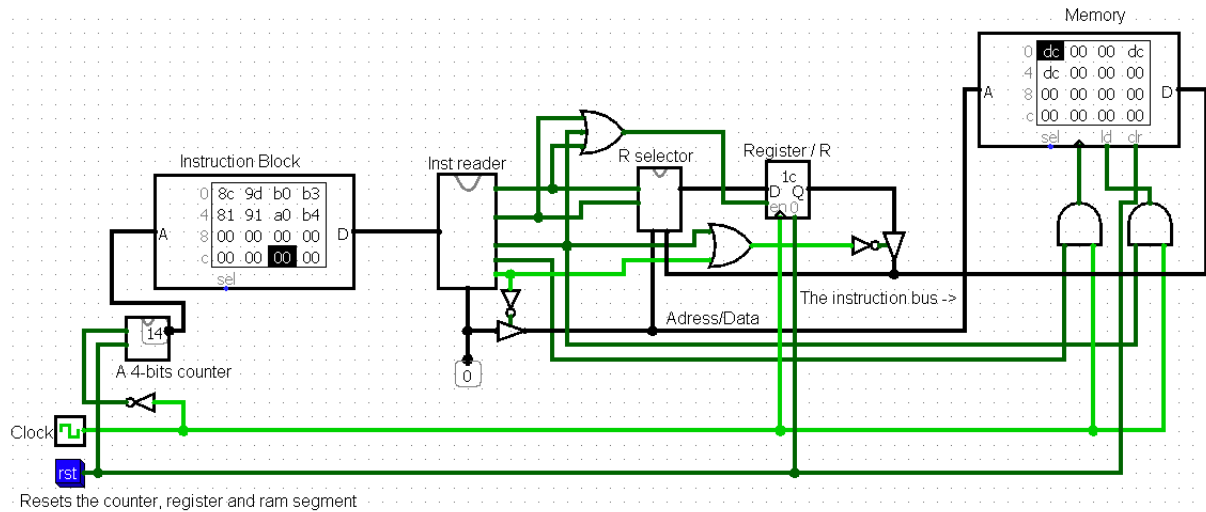 Memory
0 dc 00 00 dc
4 dc 00 00 00
8 00 00 00 00
c 00 00 00 00
A D
sel ld clr
Instruction Block
0 8c 9d b0 b3
4 81 91 a0 b4
8 00 00 00 00
c 00 00 00 00
A D
sel
Inst reader
R selector
Register / R
1c
D Q
en 0
The instruction bus ->
Adress/Data
0
14
A 4-bits counter
Clock
rst
Resets the counter, register and ram segment